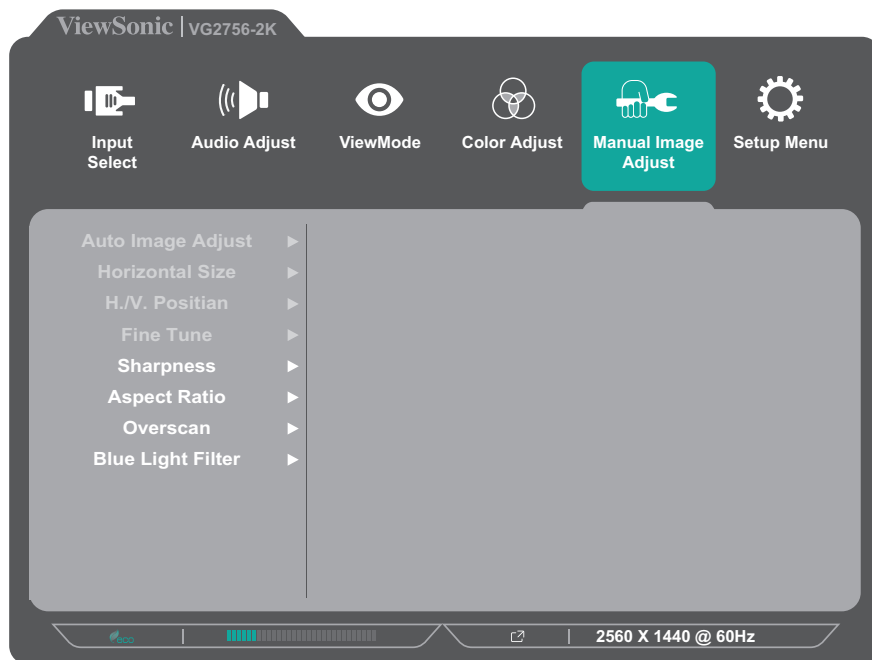 ViewSonic | VG2756-2K
Input Select
Audio Adjust
ViewMode
Color Adjust
Manual Image Adjust
Setup Menu
Auto Image Adjust ►
Horizontal Size ►
H./V. Positian ►
Fine Tune ►
Sharpness ►
Aspect Ratio ►
Overscan ►
Blue Light Filter ►
eco
2560 X 1440 @ 60Hz